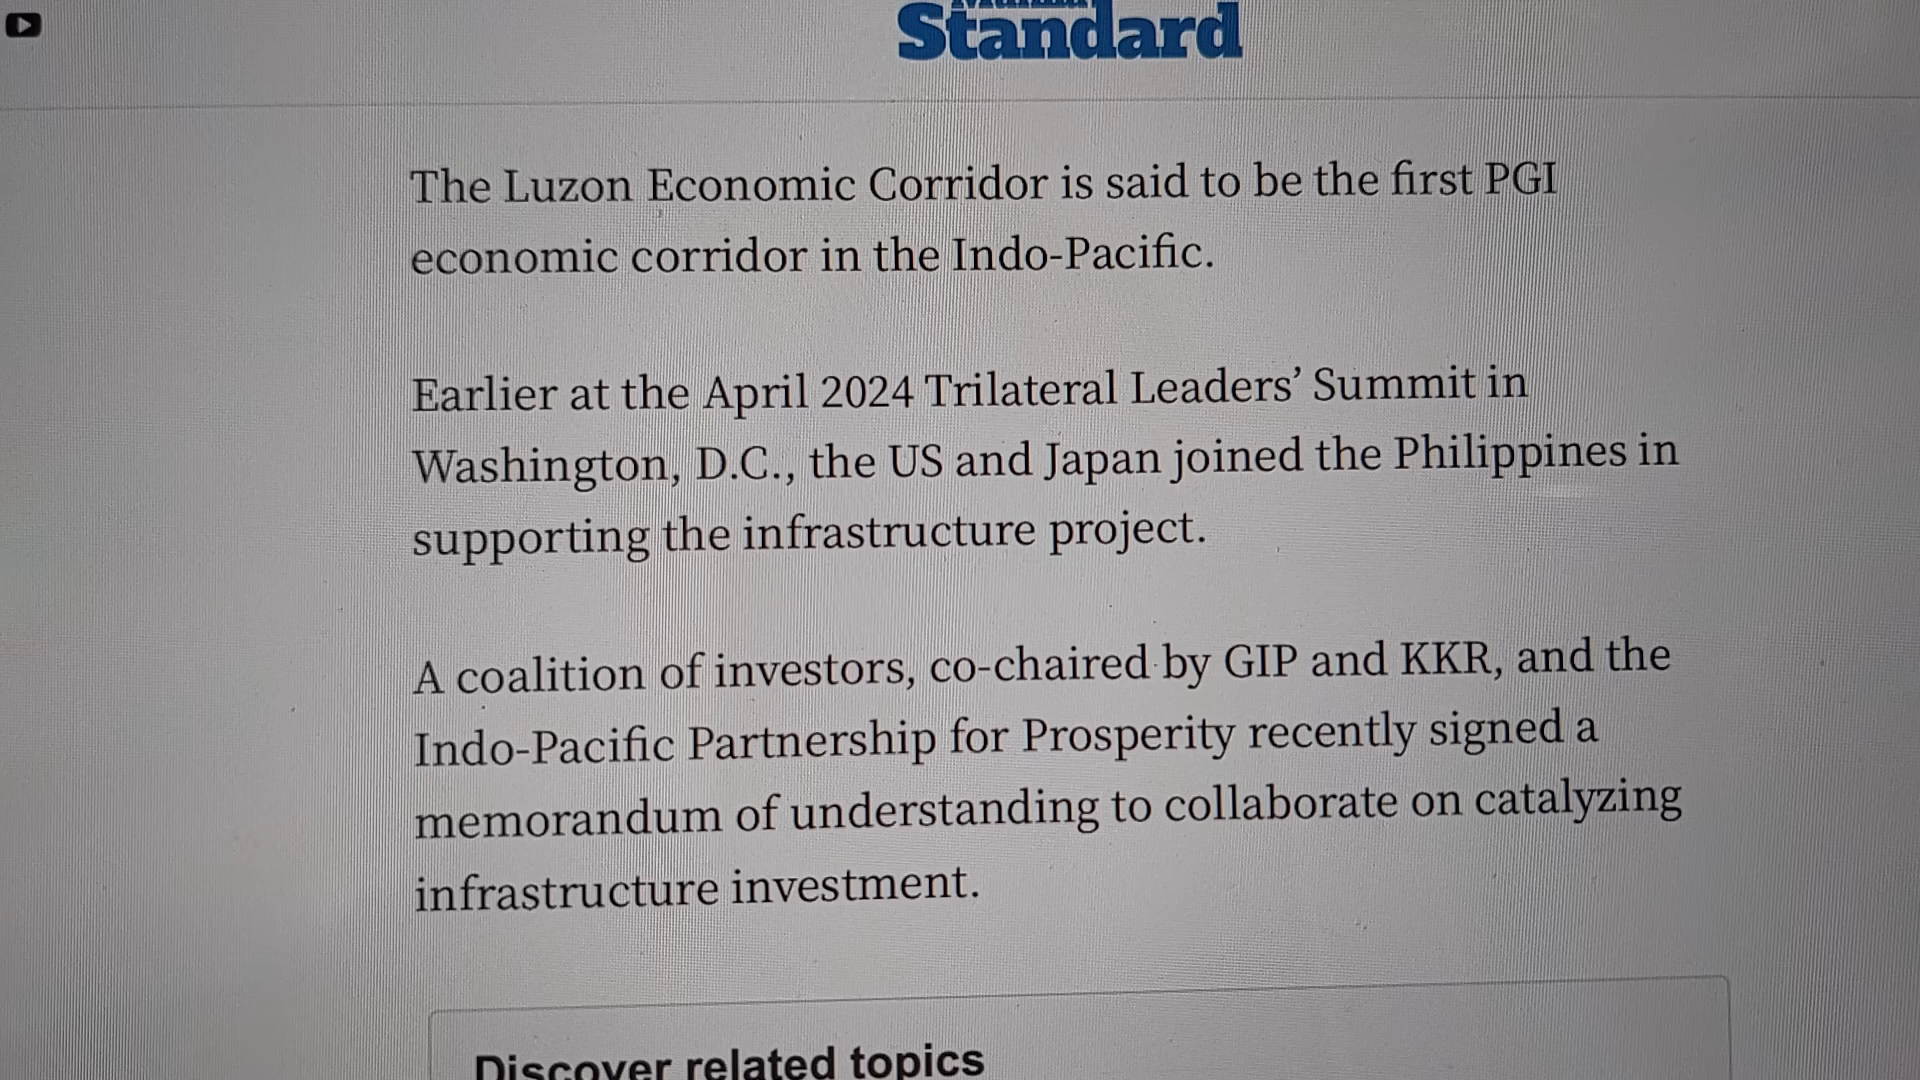 Standard
The Luzon Economic Corridor is said to be the first PGI
economic corridor in the Indo-Pacific.
Earlier at the April 2024 Trilateral Leaders’ Summit in
Washington, D.C., the US and Japan joined the Philippines in
supporting the infrastructure project.
A coalition of investors, co-chaired by GIP and KKR, and the
Indo-Pacific Partnership for Prosperity recently signed a
memorandum of understanding to collaborate on catalyzing
infrastructure investment.
Discover related topics